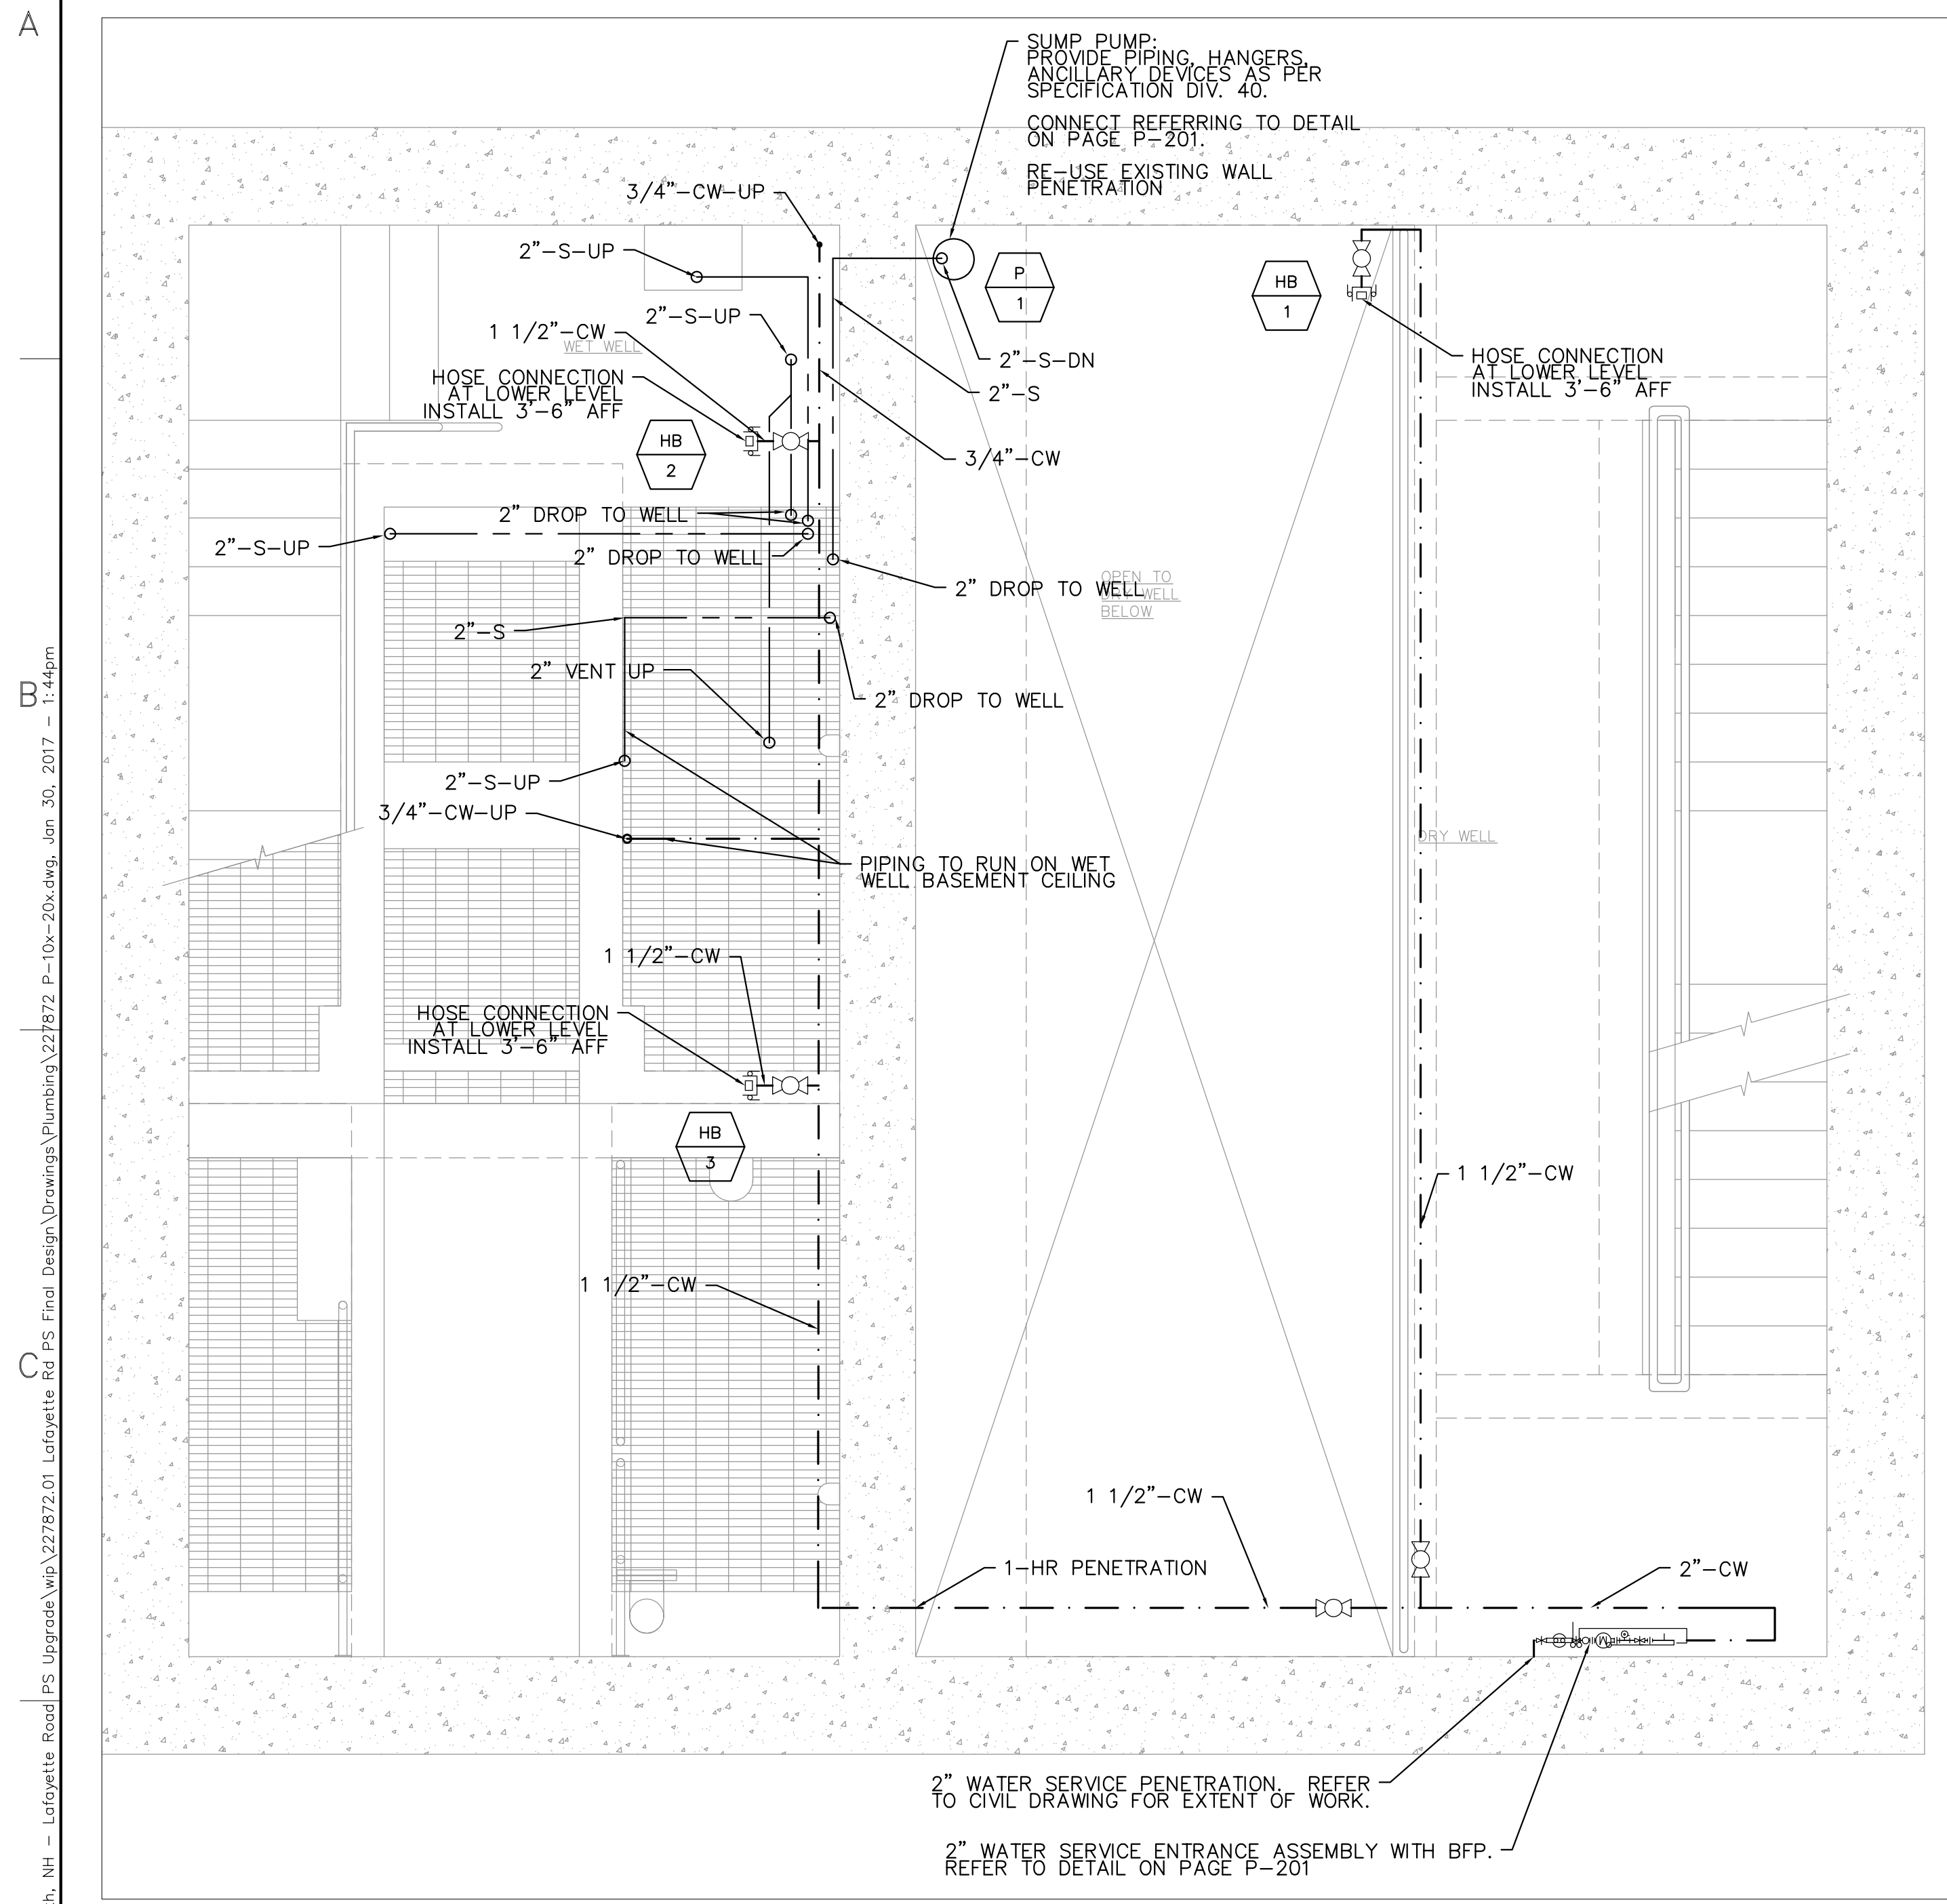 A
B
C
h, NH - Lafayette Road PS Upgrade\wip\227872.01 Lafayette Rd PS Final Design\Drawings\Plumbing\227872 P-10x-20x.dwg, Jan 30, 2017 - 1:44pm
SUMP PUMP:
PROVIDE PIPING, HANGERS,
ANCILLARY DEVICES AS PER
SPECIFICATION DIV. 40.
CONNECT REFERRING TO DETAIL
ON PAGE P-201.
RE-USE EXISTING WALL
PENETRATION
3/4"-CW-UP
2"-S-UP
2"-S-UP
1 1/2"-CW
WET WELL
HOSE CONNECTION
AT LOWER LEVEL
INSTALL 3'-6" AFF
HB
2
P
1
HB
1
2"-S-DN
2"-S
3/4"-CW
HOSE CONNECTION
AT LOWER LEVEL
INSTALL 3'-6" AFF
2" DROP TO WELL
2"-S-UP
2" DROP TO WELL
2" DROP TO WELL
OPEN TO
DRY WELL
BELOW
2"-S
2" VENT UP
2" DROP TO WELL
2"-S-UP
3/4"-CW-UP
DRY WELL
PIPING TO RUN ON WET
WELL BASEMENT CEILING
1 1/2"-CW
HOSE CONNECTION
AT LOWER LEVEL
INSTALL 3'-6" AFF
HB
3
1 1/2"-CW
1 1/2"-CW
1 1/2"-CW
1-HR PENETRATION
2"-CW
M
2" WATER SERVICE PENETRATION. REFER
TO CIVIL DRAWING FOR EXTENT OF WORK.
2" WATER SERVICE ENTRANCE ASSEMBLY WITH BFP.
REFER TO DETAIL ON PAGE P-201